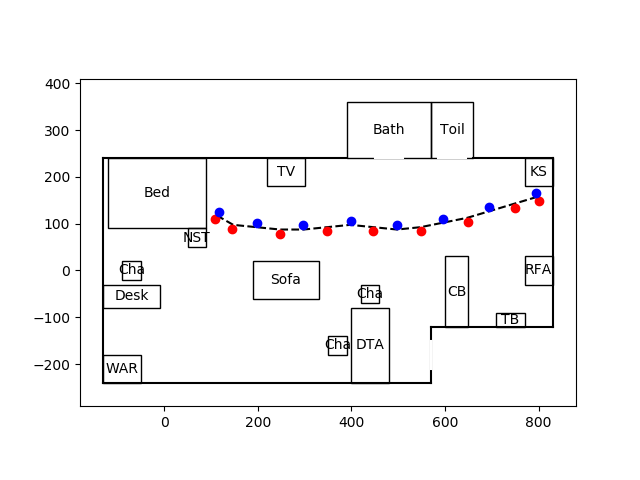 400
300
200
100
0
−100
−200
Bath
Toil
TV
KS
Bed
NST
Cha
Desk
Sofa
Cha
CB
RFA
TB
WAR
Cha
DTA
0
200
400
600
800